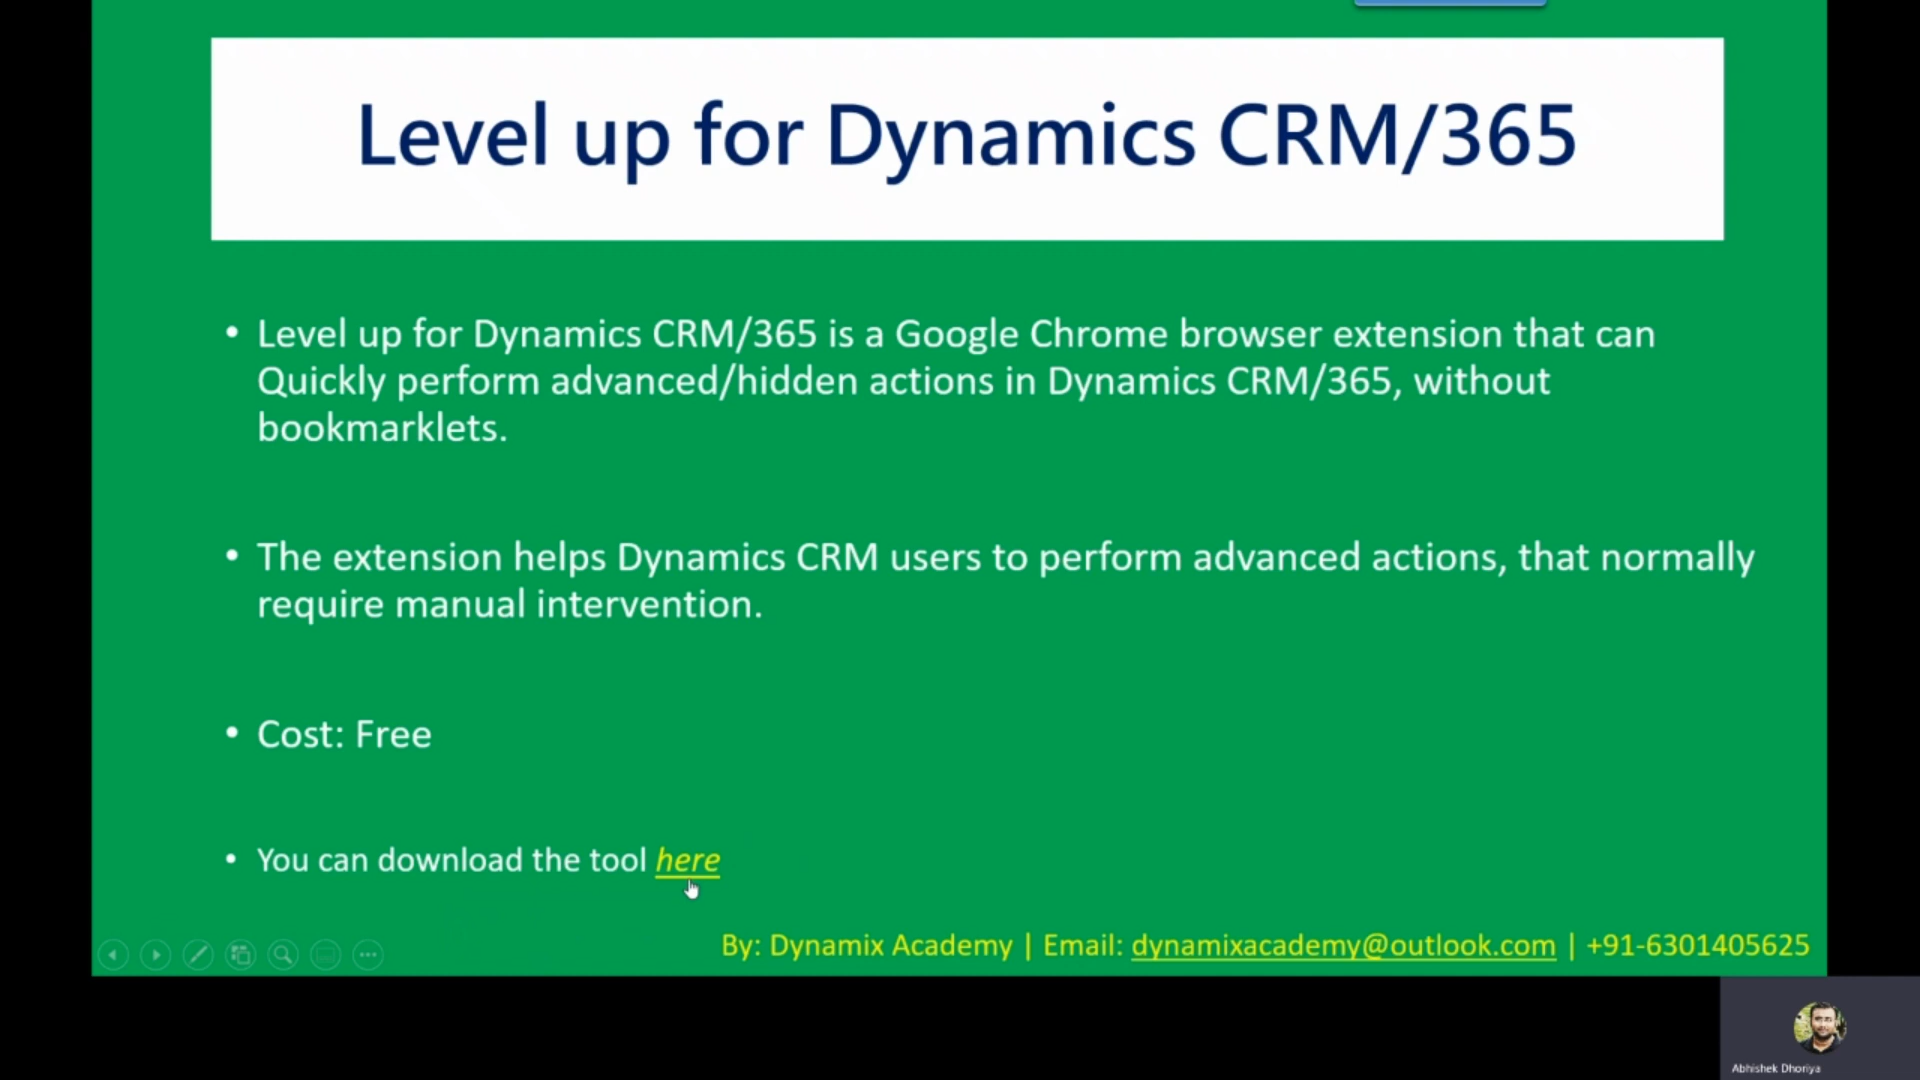 Level up for Dynamics CRM/365
• Level up for Dynamics CRM/365 is a Google Chrome browser extension that can
Quickly perform advanced/hidden actions in Dynamics CRM/365, without
bookmarklets.
• The extension helps Dynamics CRM users to perform advanced actions, that normally
require manual intervention.
• Cost: Free
• You can download the tool here
By: Dynamix Academy | Email: dynamixacademy@outlook.com | +91-6301405625
Abhishek Dhoriya